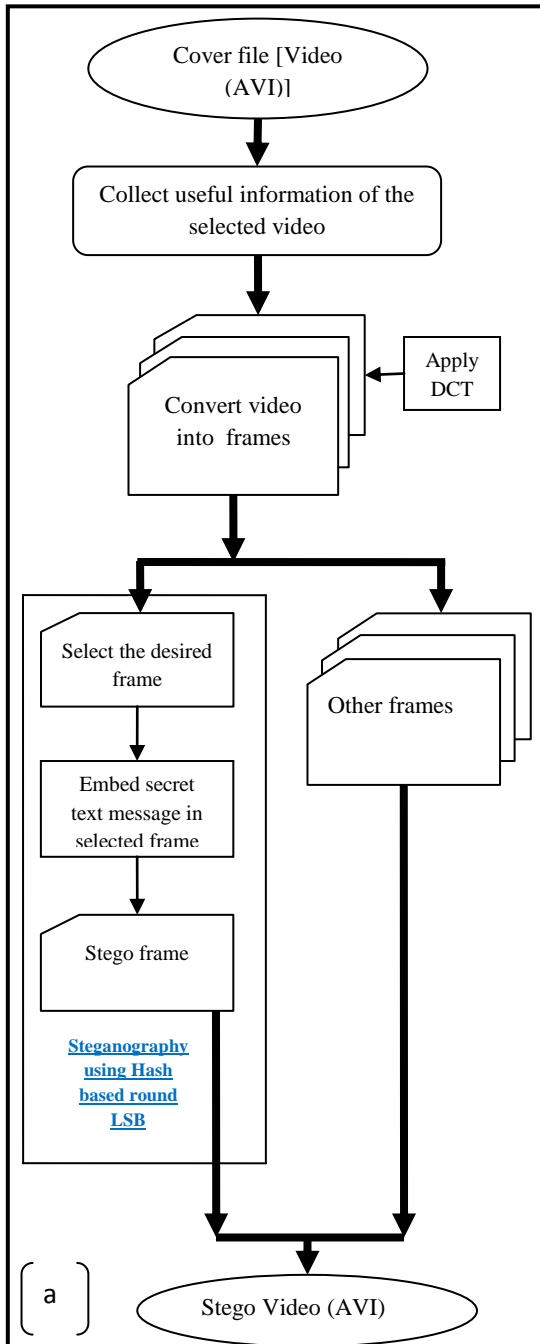 Cover file [Video
(AVI)]
Collect useful information of the
selected video
Convert video
into frames
Apply
DCT
Select the desired
frame
Other frames
Embed secret
text message in
selected frame
Stego frame
Steganography
using Hash
based round
LSB
a
Stego Video (AVI)